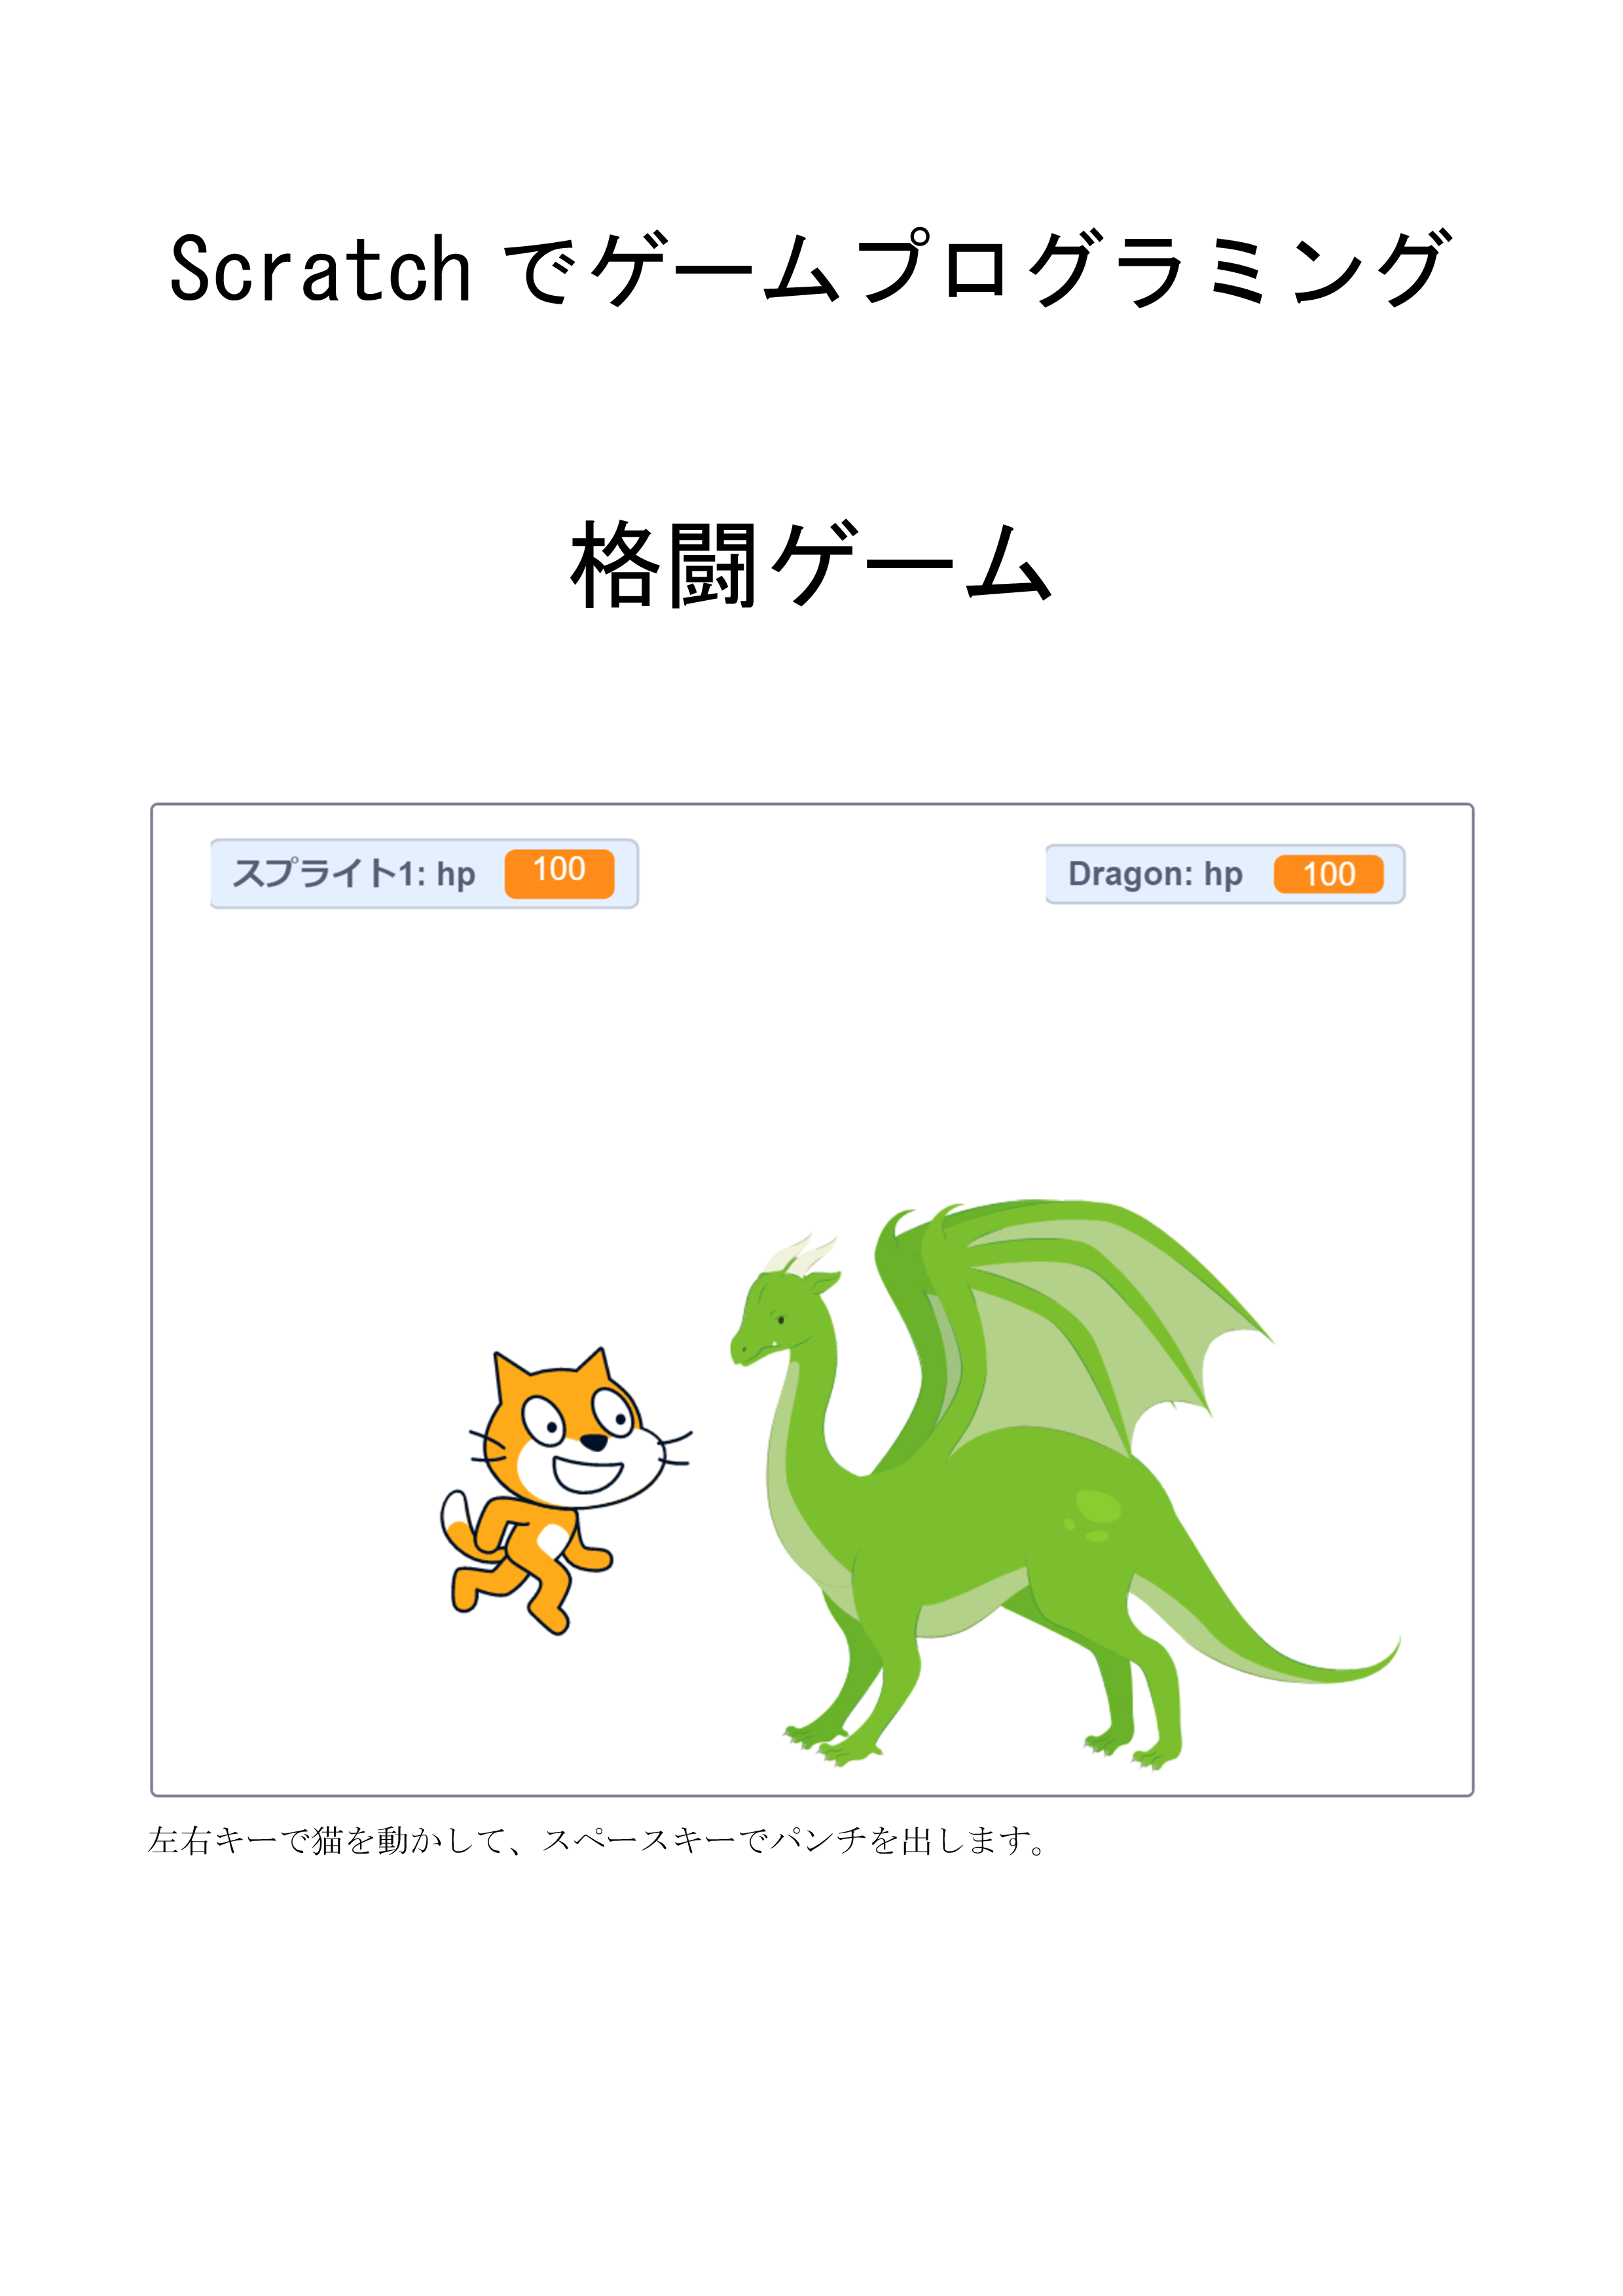 Scratch でゲームプログラミング
格闘ゲーム
スプライト1: hp 100
Dragon: hp 100
左右キーで猫を動かして、スペースキーでパンチを出します。